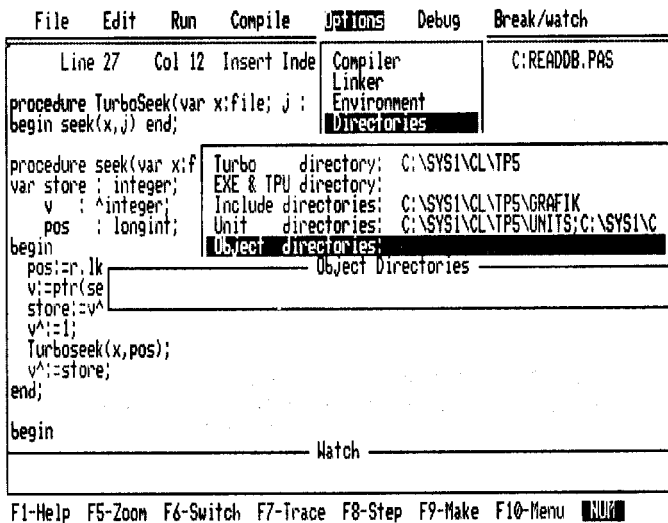 File Edit Run Compile Options Debug Break/watch
Line 27 Col 12 Insert Inde
C:READDB.PAS
Compiler
Linker
Environment
Directories
procedure TurboSeek(var x:file; j :
begin seek(x,j) end;
procedure seek(var x:f
var store : integer;
v : ^integer;
pos : longint;
begin
pos:=r.lk
v:=ptr(se
store:=v^
v^:=1;
Turboseek(x,pos);
v^:=store;
end;
begin
Turbo directory: C:\SYS1\CL\TP5
EXE & TPU directory:
Include directories: C:\SYS1\CL\TP5\GRAFIK
Unit directories: C:\SYS1\CL\TP5\UNITS;C:\SYS1\C
Object directories:
Object Directories
Watch
F1-Help F5-Zoom F6-Switch F7-Trace F8-Step F9-Make F10-Menu NUM